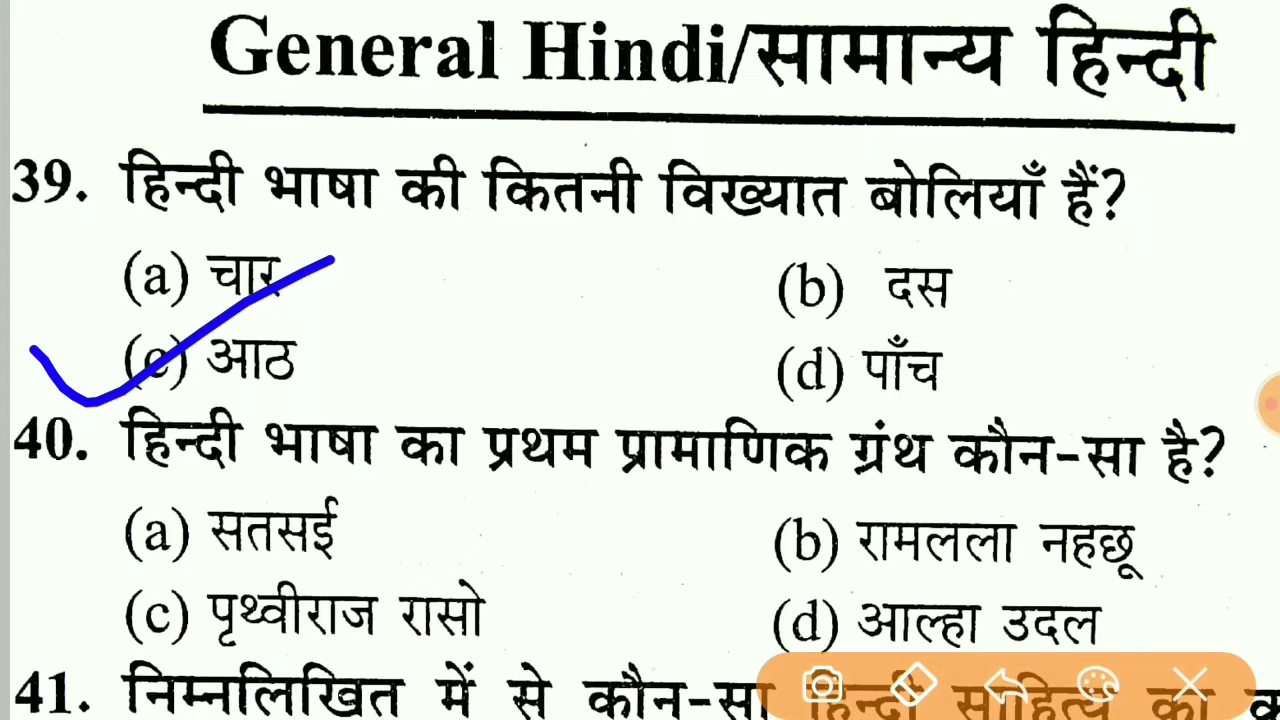 General Hindi/सामान्य हिन्दी
39. हिन्दी भाषा की कितनी विख्यात बोलियाँ हैं?
(a) चार (b) दस
(c) आठ (d) पाँच
40. हिन्दी भाषा का प्रथम प्रामाणिक ग्रंथ कौन-सा है?
(a) सतसई (b) रामलला नहछू
(c) पृथ्वीराज रासो (d) आल्हा उदल
41. निम्नलिखित में से कौन-सा हिन्दी साहित्य का